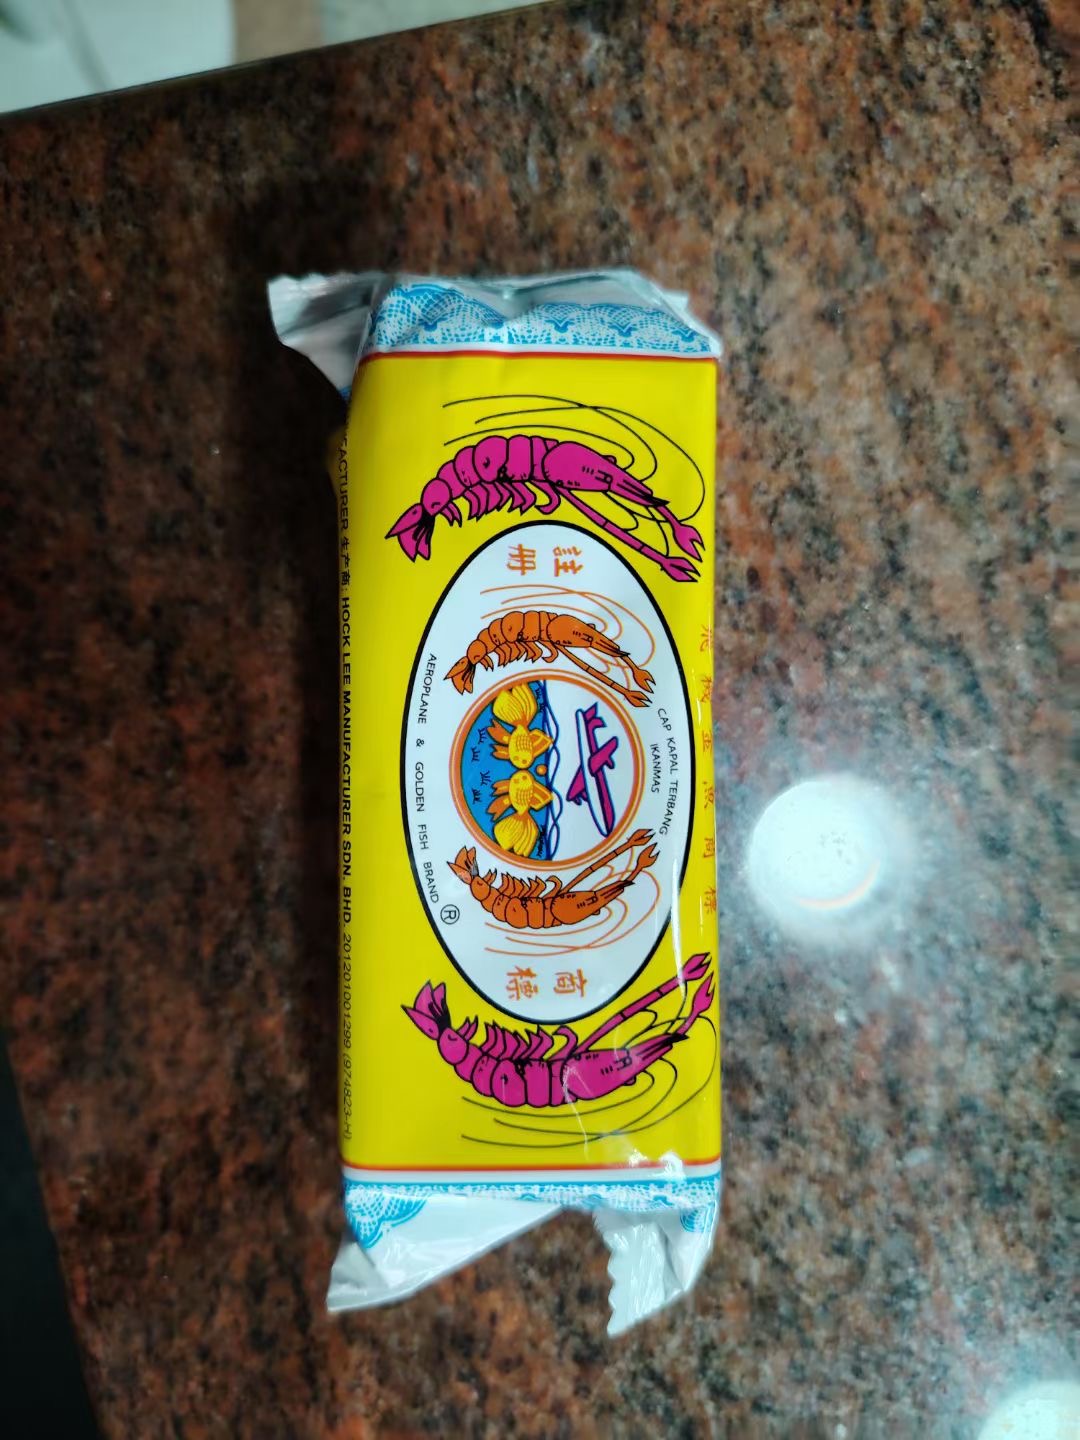 飛機金魚商標
註冊
商標
CAP KAPAL TERBANG
IKANMAS
AEROPLANE & GOLDEN FISH BRAND ®
FACTURER 生产商: HOCK LEE MANUFACTURER SDN. BHD. 201201001299 (974823-H)